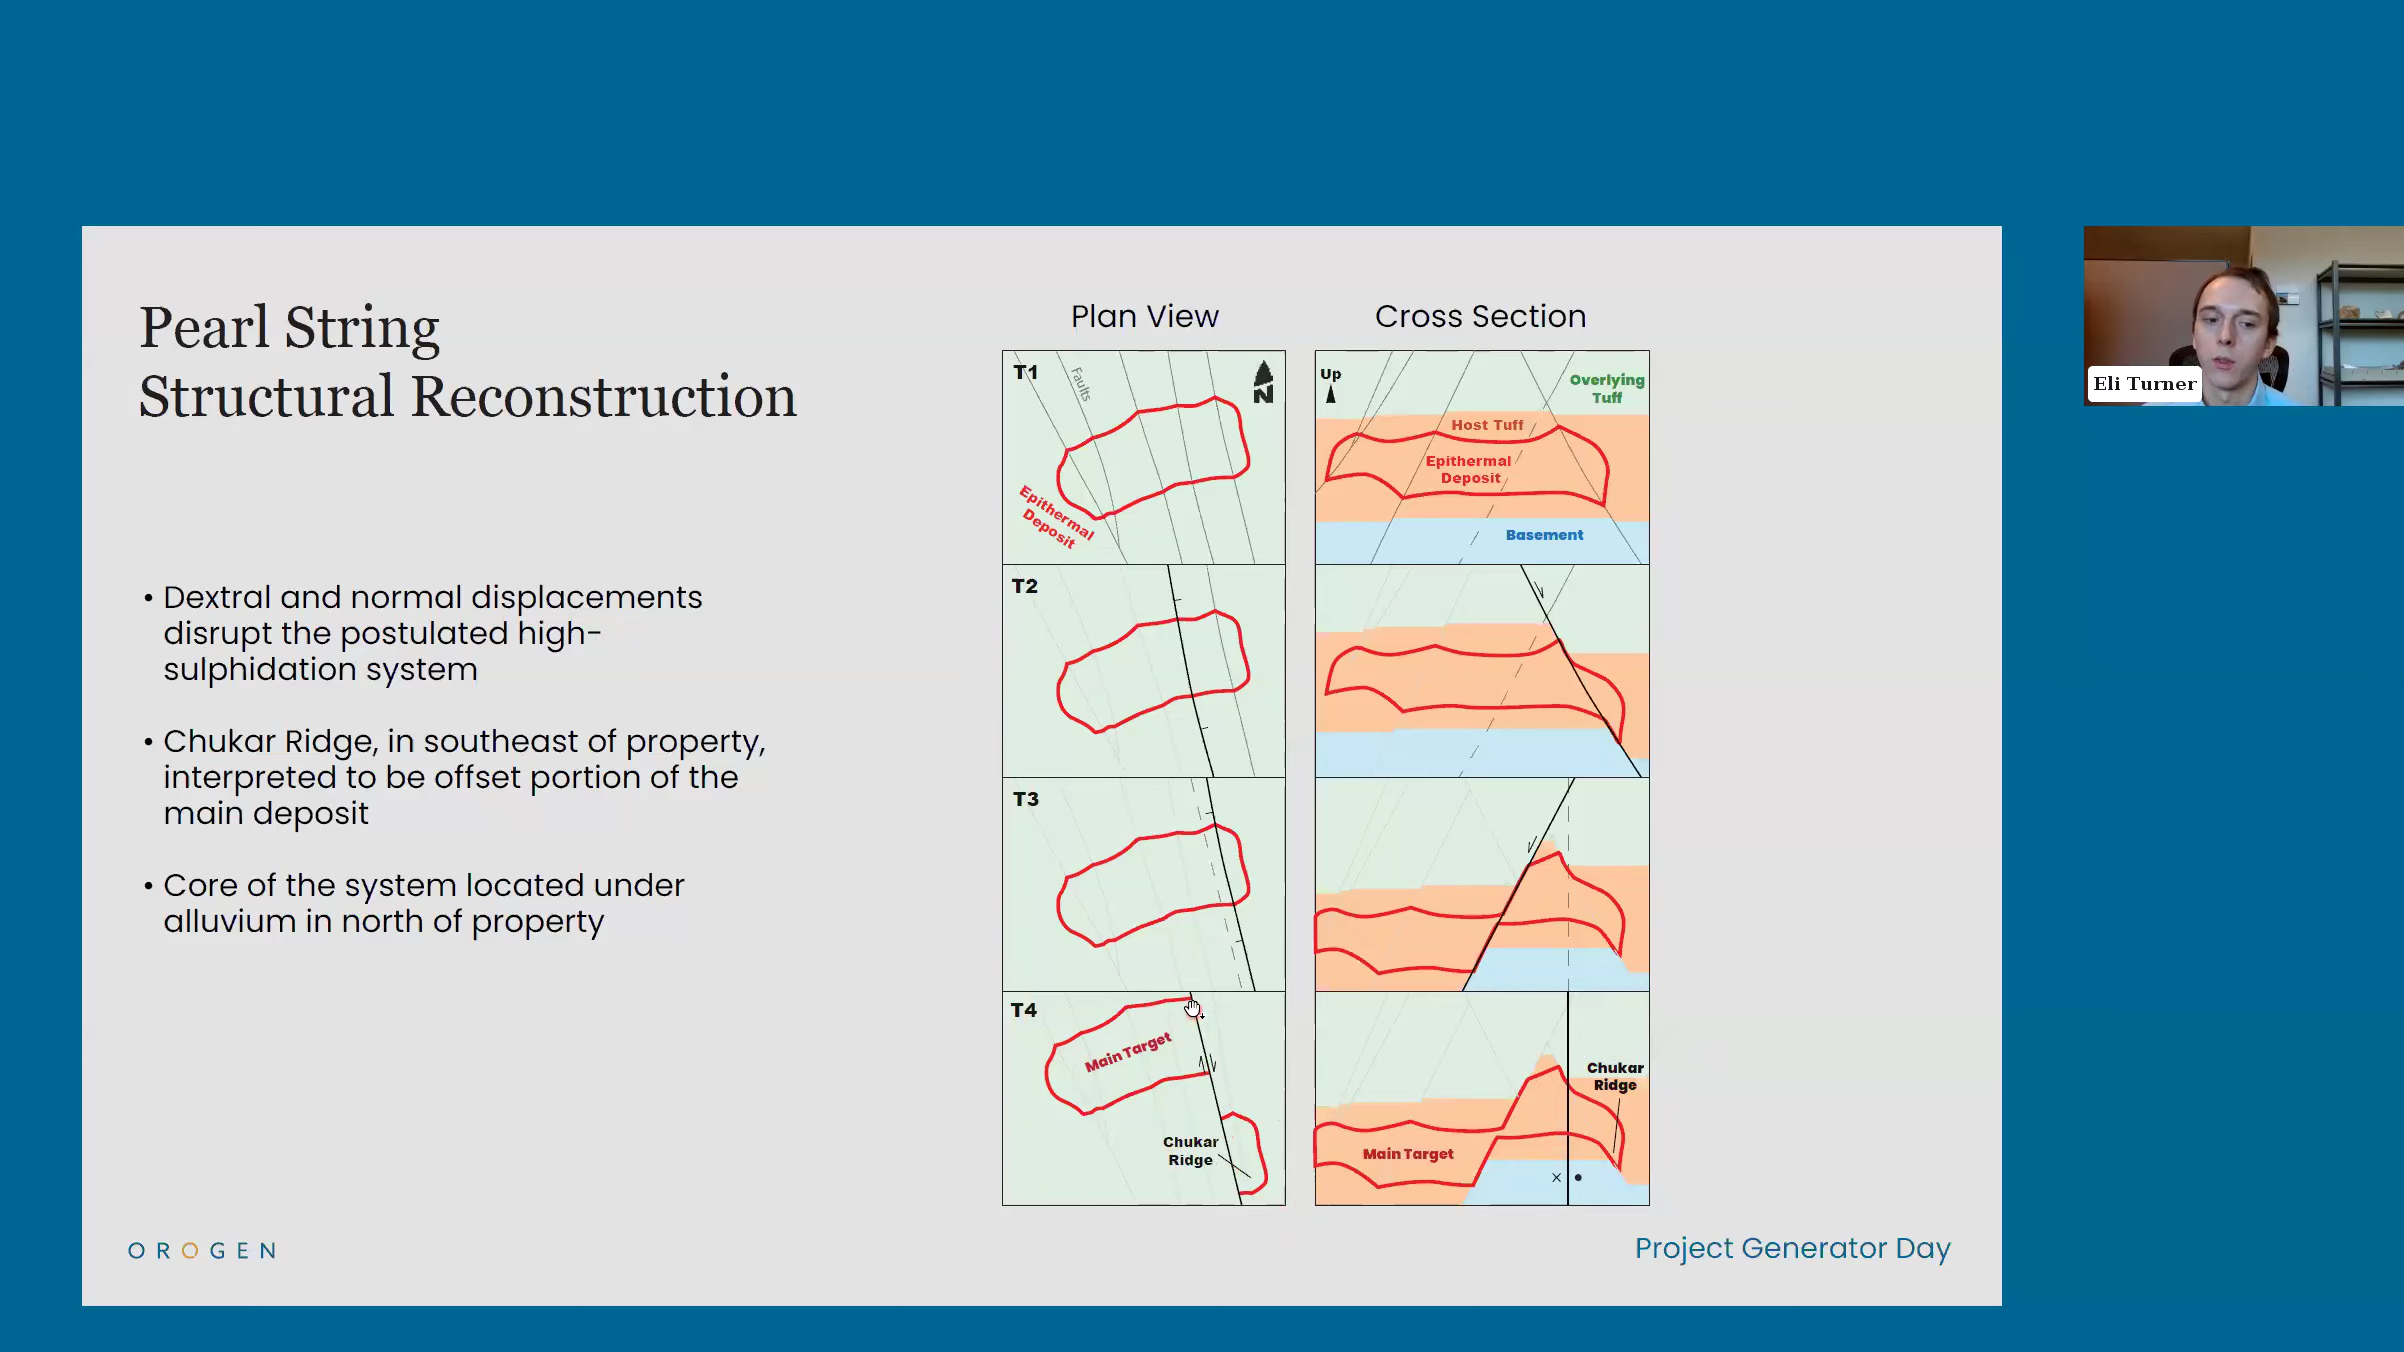 Pearl String
Structural Reconstruction
• Dextral and normal displacements
disrupt the postulated high-
sulphidation system
• Chukar Ridge, in southeast of property,
interpreted to be offset portion of the
main deposit
• Core of the system located under
alluvium in north of property
Plan View
T1
Faults
N
Epithermal
Deposit
T2
T3
T4
Main Target
Chukar
Ridge
Cross Section
Up
Overlying
Tuff
Host Tuff
Epithermal
Deposit
Basement
Chukar
Ridge
Main Target
X
OROGEN
Project Generator Day
Eli Turner